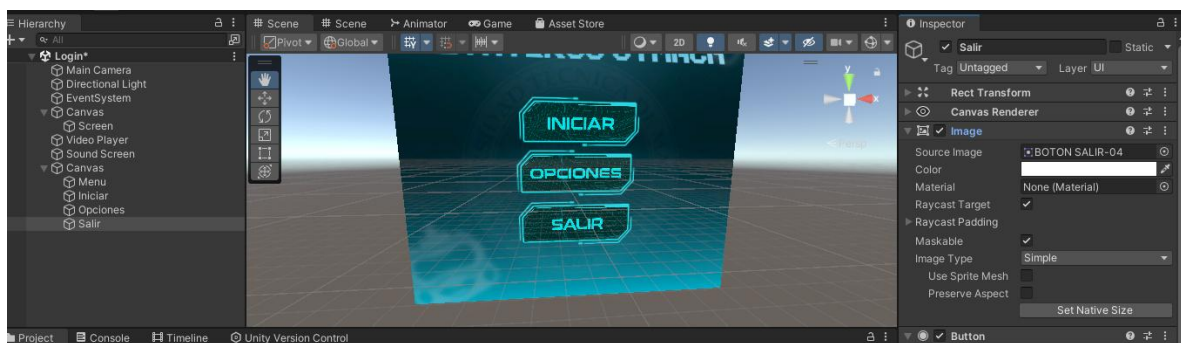 Hierarchy
Scene
Scene
Animator
Game
Asset Store
Inspector
All
Pivot
Global
2D
Salir
Static
Login*
Tag Untagged
Layer UI
Main Camera
Directional Light
EventSystem
Canvas
Screen
Video Player
Sound Screen
Canvas
Menu
Iniciar
Opciones
Salir
y
x
INICIAR
OPCIONES
SALIR
Rect Transform
Canvas Renderer
Image
Source Image BOTON SALIR-04
Color
Material None (Material)
Raycast Target
Raycast Padding
Maskable
Image Type Simple
Use Sprite Mesh
Preserve Aspect
Set Native Size
Button
Project
Console
Timeline
Unity Version Control